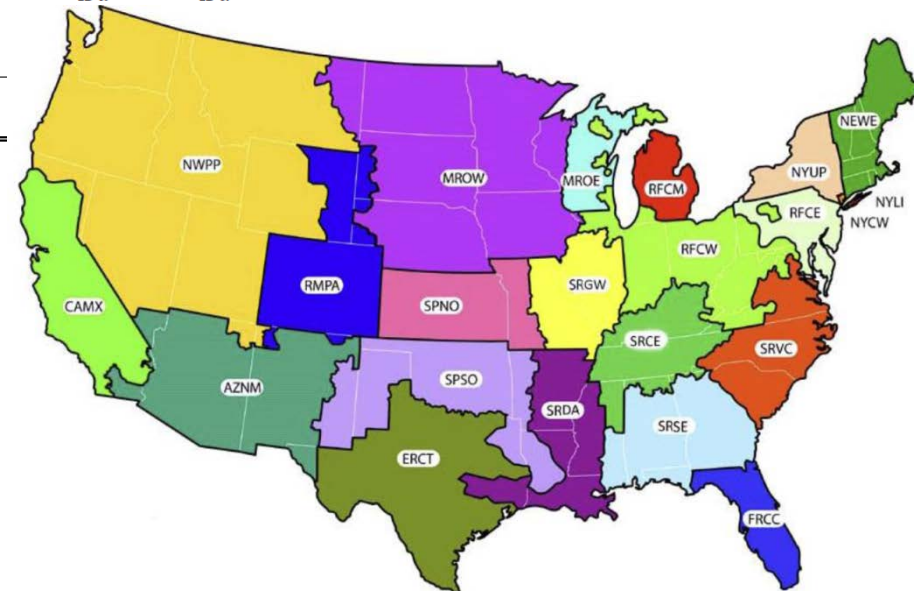 NEWE
NWPP
MROW
NYUP
MROE
RFCM
NYLI
RFCE
NYCW
RFCW
RMPA
SRGW
CAMX
SPNO
SRCE
SRVC
SPSO
AZNM
SRDA
SRSE
ERCT
FRCC